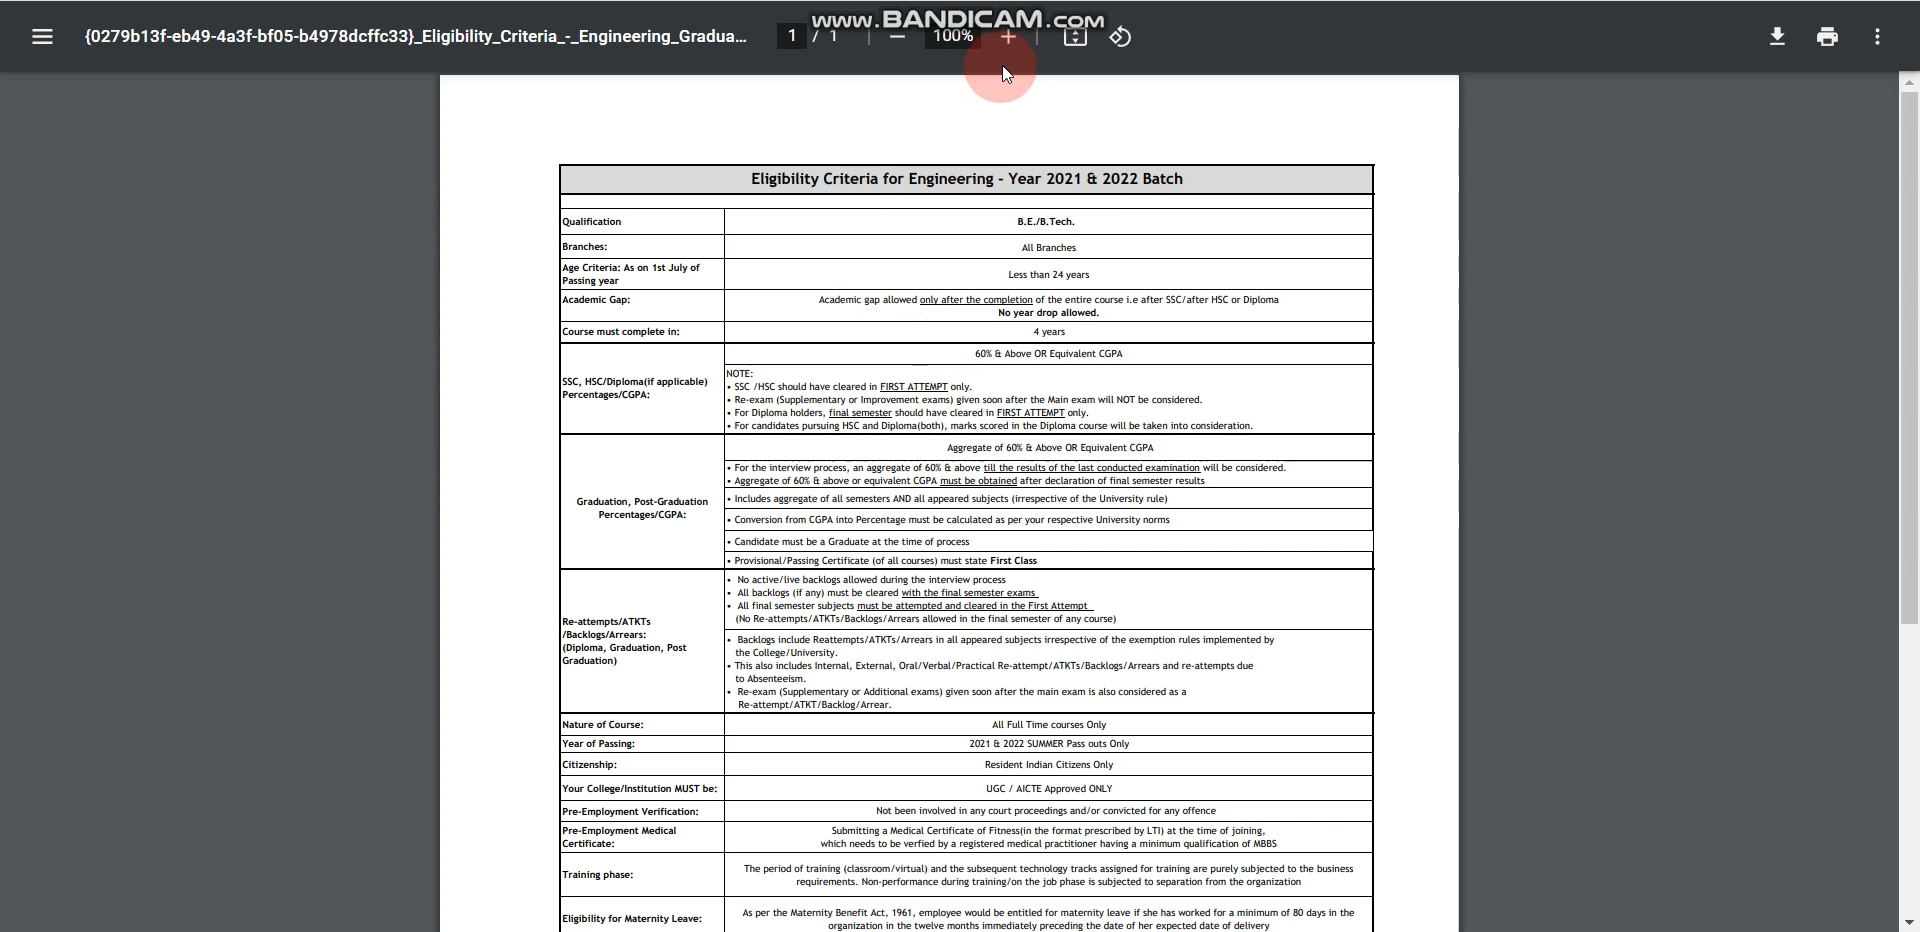 www.BANDICAM.com
{0279b13f-eb49-4a3f-bf05-b4978dcffc33}_Eligibility_Criteria_-_Engineering_Gradua...
1 / 1
100%
Eligibility Criteria for Engineering - Year 2021 & 2022 Batch
Qualification
B.E./B.Tech.
Branches:
All Branches
Age Criteria: As on 1st July of
Passing year
Less than 24 years
Academic Gap:
Academic gap allowed only after the completion of the entire course i.e after SSC/after HSC or Diploma
No year drop allowed.
Course must complete in:
4 years
SSC, HSC/Diploma(if applicable)
Percentages/CGPA:
60% & Above OR Equivalent CGPA
NOTE:
• SSC /HSC should have cleared in FIRST ATTEMPT only.
• Re-exam (Supplementary or Improvement exams) given soon after the Main exam will NOT be considered.
• For Diploma holders, final semester should have cleared in FIRST ATTEMPT only.
• For candidates pursuing HSC and Diploma(both), marks scored in the Diploma course will be taken into consideration.
Graduation, Post-Graduation
Percentages/CGPA:
Aggregate of 60% & Above OR Equivalent CGPA
• For the interview process, an aggregate of 60% & above till the results of the last conducted examination will be considered.
• Aggregate of 60% & above or equivalent CGPA must be obtained after declaration of final semester results
• Includes aggregate of all semesters AND all appeared subjects (irrespective of the University rule)
• Conversion from CGPA into Percentage must be calculated as per your respective University norms
• Candidate must be a Graduate at the time of process
• Provisional/Passing Certificate (of all courses) must state First Class
Re-attempts/ATKTs
/Backlogs/Arrears:
(Diploma, Graduation, Post
Graduation)
• No active/live backlogs allowed during the interview process
• All backlogs (if any) must be cleared with the final semester exams
• All final semester subjects must be attempted and cleared in the First Attempt
(No Re-attempts/ATKTs/Backlogs/Arrears allowed in the final semester of any course)
• Backlogs include Reattempts/ATKTs/Arrears in all appeared subjects irrespective of the exemption rules implemented by
the College/University.
• This also includes Internal, External, Oral/Verbal/Practical Re-attempt/ATKTs/Backlogs/Arrears and re-attempts due
to Absenteeism.
• Re-exam (Supplementary or Additional exams) given soon after the main exam is also considered as a
Re-attempt/ATKT/Backlog/Arrear.
Nature of Course:
All Full Time courses Only
Year of Passing:
2021 & 2022 SUMMER Pass outs Only
Citizenship:
Resident Indian Citizens Only
Your College/Institution MUST be:
UGC / AICTE Approved ONLY
Pre-Employment Verification:
Not been involved in any court proceedings and/or convicted for any offence
Pre-Employment Medical
Certificate:
Submitting a Medical Certificate of Fitness(in the format prescribed by LTI) at the time of joining,
which needs to be verfied by a registered medical practitioner having a minimum qualification of MBBS
Training phase:
The period of training (classroom/virtual) and the subsequent technology tracks assigned for training are purely subjected to the business
requirements. Non-performance during training/on the job phase is subjected to separation from the organization
Eligibility for Maternity Leave:
As per the Maternity Benefit Act, 1961, employee would be entitled for maternity leave if she has worked for a minimum of 80 days in the
organization in the twelve months immediately preceding the date of her expected date of delivery